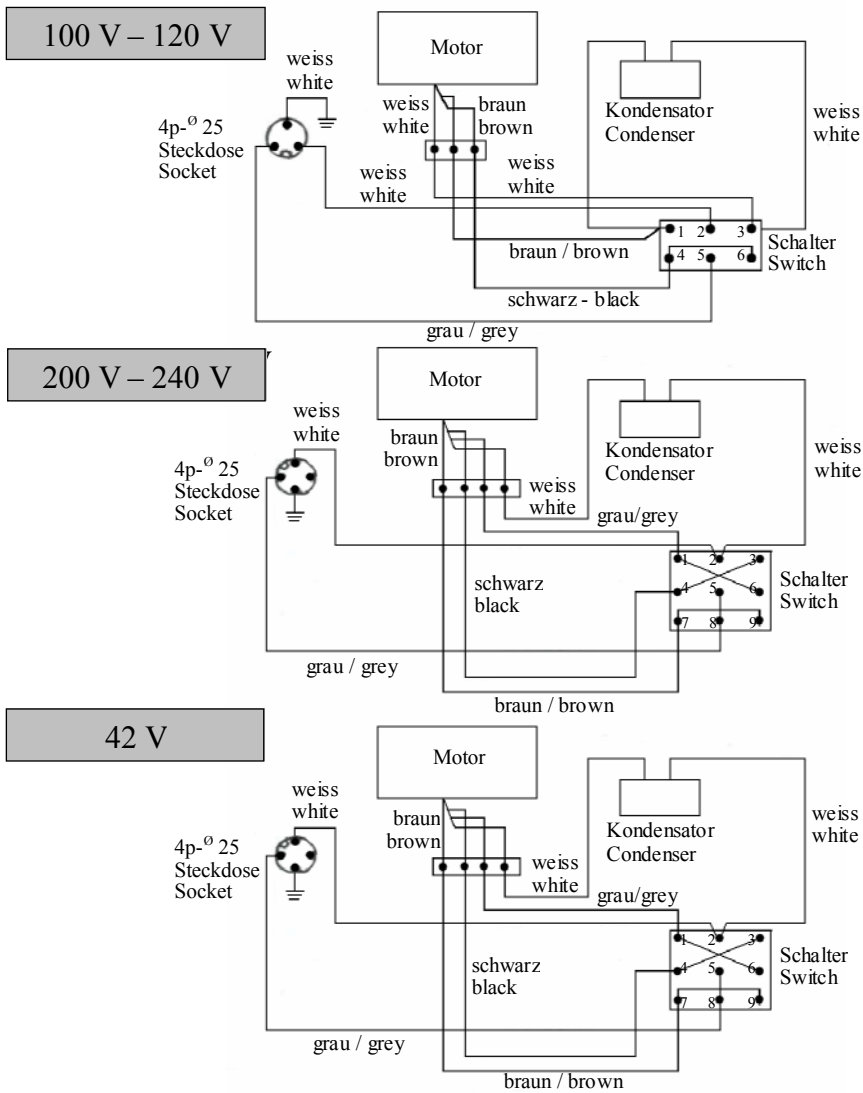 100 V – 120 V
Motor
weiss
white
weiss
white
braun
brown
Kondensator
Condenser
weiss
white
4p-Ø 25
Steckdose
Socket
weiss
white
weiss
white
1 2 3
4 5 6
Schalter
Switch
braun / brown
schwarz - black
grau / grey
200 V – 240 V
Motor
weiss
white
braun
brown
Kondensator
Condenser
weiss
white
4p-Ø 25
Steckdose
Socket
weiss
white
grau/grey
1 2 3
4 5 6
7 8 9
Schalter
Switch
schwarz
black
grau / grey
braun / brown
42 V
Motor
weiss
white
braun
brown
Kondensator
Condenser
weiss
white
4p-Ø 25
Steckdose
Socket
weiss
white
grau/grey
1 2 3
4 5 6
7 8 9
Schalter
Switch
schwarz
black
grau / grey
braun / brown